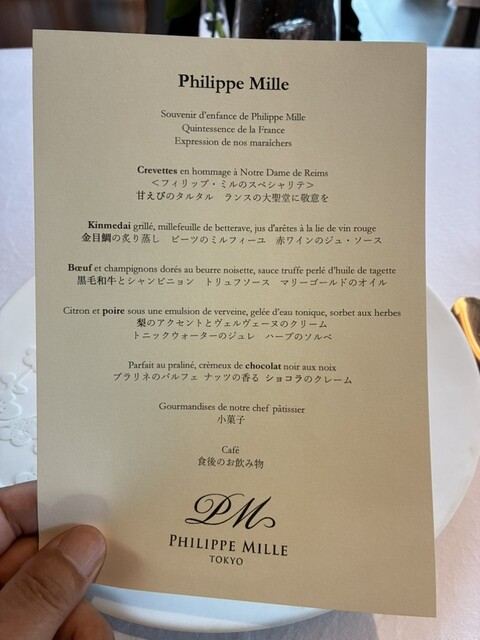 Philippe Mille
Souvenir d'enfance de Philippe Mille
Quintessence de la France
Expression de nos maraîchers
Crevettes en hommage à Notre Dame de Reims
＜フィリップ・ミルのスペシャリテ＞
甘えびのタルタル　ランスの大聖堂に敬意を
Kinmedai grillé, millefeuille de betterave, jus d'arêtes à la lie de vin rouge
金目鯛の炙り蒸し　ビーツのミルフィーユ　赤ワインのジュ・ソース
Bœuf et champignons dorés au beurre noisette, sauce truffe perlé d'huile de tagette
黒毛和牛とシャンピニョン　トリュフソース　マリーゴールドのオイル
Citron et poire sous une emulsion de verveine, gelée d'eau tonique, sorbet aux herbes
梨のアクセントとヴェルヴェーヌのクリーム
トニックウォーターのジュレ　ハーブのソルベ
Parfait au praliné, crèmeux de chocolat noir aux noix
プラリネのパルフェ ナッツの香る ショコラのクレーム
Gourmandises de notre chef pâtissier
小菓子
Café
食後のお飲み物
PM
PHILIPPE MILLE
TOKYO